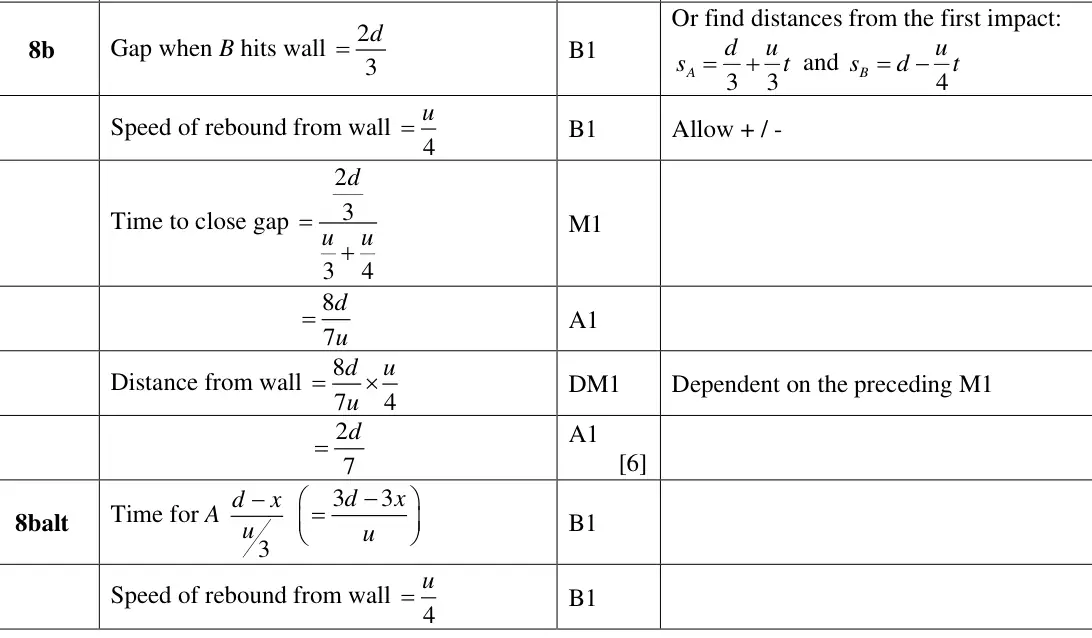 8b Gap when B hits wall = 2d/3 B1 Or find distances from the first impact: s_A = d/3 + u/3 t and s_B = d − u/4 t
Speed of rebound from wall = u/4 B1 Allow + / -
Time to close gap = (2d/3)/(u/3 + u/4) M1
= 8d/7u A1
Distance from wall = 8d/7u × u/4 DM1 Dependent on the preceding M1
= 2d/7 A1
[6]
8balt Time for A (d − x)/(u/3) (= (3d − 3x)/u) B1
Speed of rebound from wall = u/4 B1